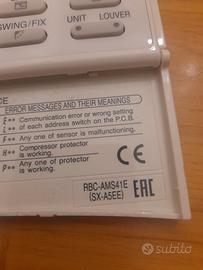 UNIT LOUVER
SWING/FIX
CE
ERROR MESSAGES AND THEIR MEANINGS
E** Communication error or wrong setting
L** of each address switch on the P.C.B.
F** Any one of sensor is malfunctioning.
H** Compressor protector
is working.
P** Any one of protector
is working.
CE
RBC-AMS41E
(SX-A5EE)
EAC
subito